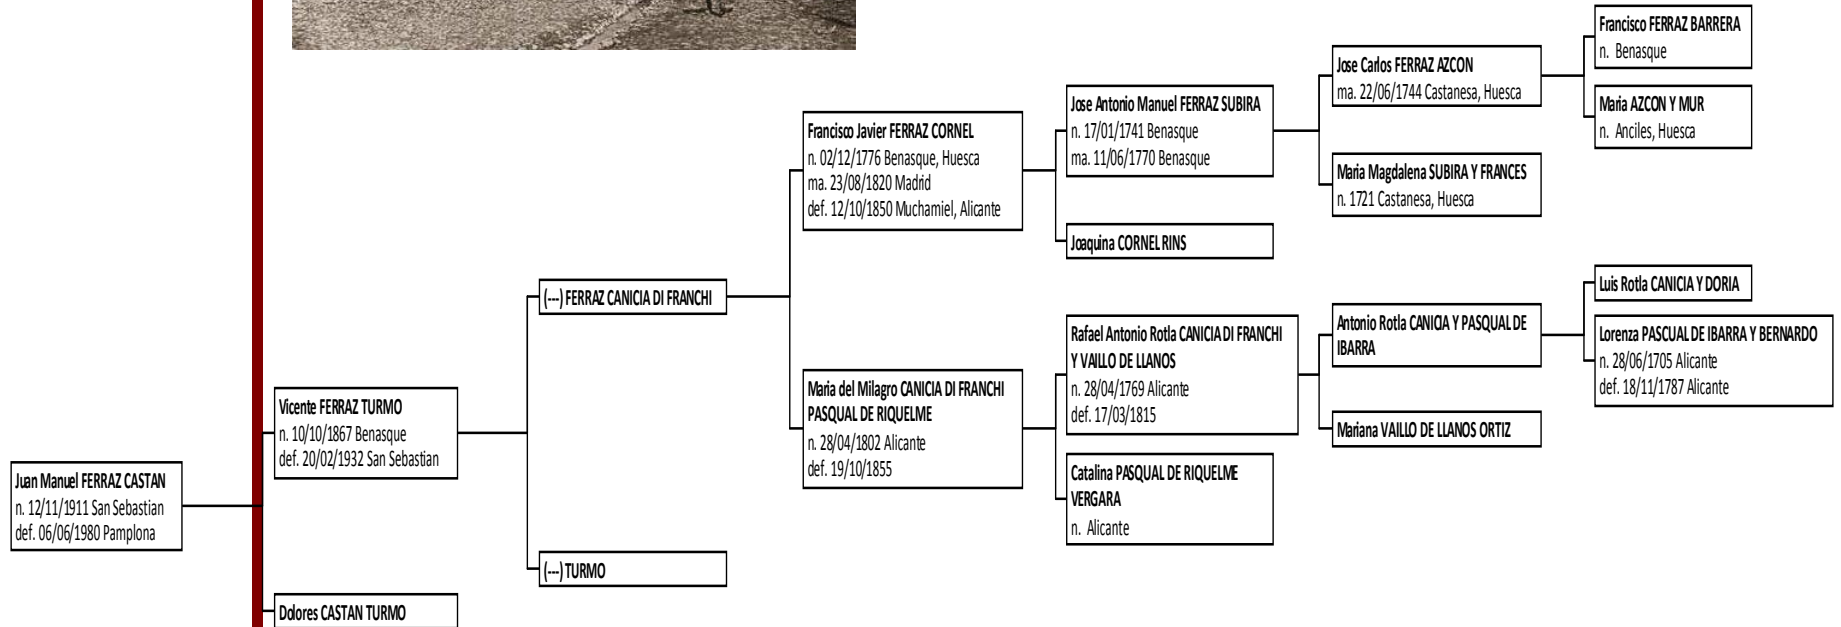 Juan Manuel FERRAZ CASTAN
n. 12/11/1911 San Sebastian
def. 06/06/1980 Pamplona
Vicente FERRAZ TURMO
n. 10/10/1867 Benasque
def. 20/02/1932 San Sebastian
Dolores CASTAN TURMO
(---) FERRAZ CANICIA DI FRANCHI
(---) TURMO
Francisco Javier FERRAZ CORNEL
n. 02/12/1776 Benasque, Huesca
ma. 23/08/1820 Madrid
def. 12/10/1850 Muchamiel, Alicante
Maria del Milagro CANICIA DI FRANCHI
PASQUAL DE RIQUELME
n. 28/04/1802 Alicante
def. 19/10/1855
Jose Antonio Manuel FERRAZ SUBIRA
n. 17/01/1741 Benasque
ma. 11/06/1770 Benasque
Joaquina CORNEL RINS
Rafael Antonio Rotla CANICIA DI FRANCHI
Y VAILLO DE LLANOS
n. 28/04/1769 Alicante
def. 17/03/1815
Catalina PASQUAL DE RIQUELME
VERGARA
n. Alicante
Jose Carlos FERRAZ AZCON
ma. 22/06/1744 Castanesa, Huesca
Maria Magdalena SUBIRA Y FRANCES
n. 1721 Castanesa, Huesca
Antonio Rotla CANICIA Y PASQUAL DE
IBARRA
Mariana VAILLO DE LLANOS ORTIZ
Francisco FERRAZ BARRERA
n. Benasque
Maria AZCON Y MUR
n. Anciles, Huesca
Luis Rotla CANICIA Y DORIA
Lorenza PASCUAL DE IBARRA Y BERNARDO
n. 28/06/1705 Alicante
def. 18/11/1787 Alicante